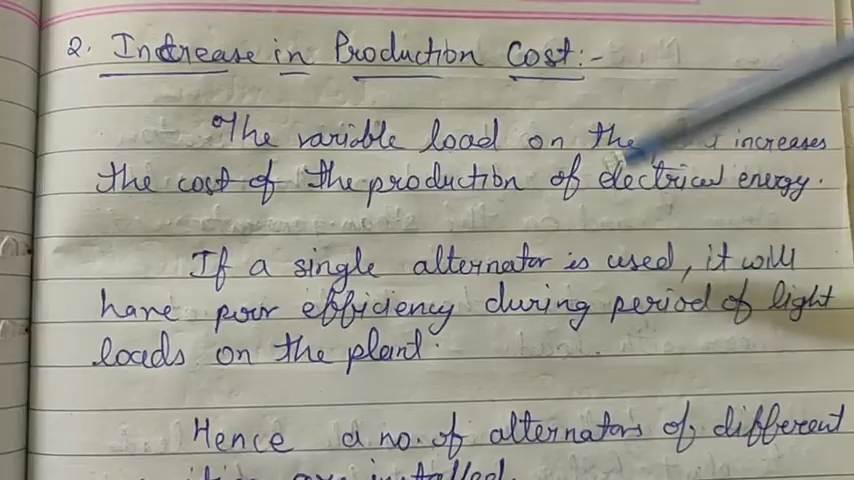 2. Increase in Production Cost:-
The variable load on the increases
the cost of the production of electrical energy.
If a single alternator is used, it will
have poor efficiency during period of light
loads on the plant.
Hence a no. of alternators of different
are installed.